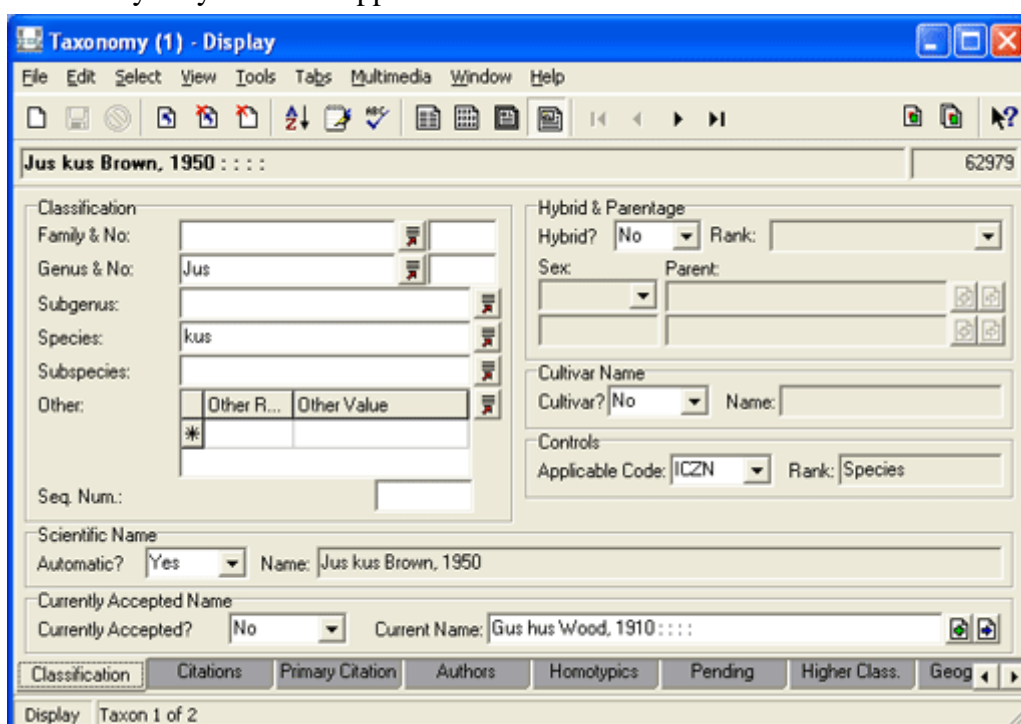 Taxonomy (1) - Display
File Edit Select View Tools Tabs Multimedia Window Help
Jus kus Brown, 1950 : : : : 62979
Classification
Family & No:
Genus & No: Jus
Subgenus:
Species: kus
Subspecies:
Other: Other R... Other Value
Seq. Num.:
Hybrid & Parentage
Hybrid? No Rank:
Sex: Parent:
Cultivar Name
Cultivar? No Name:
Controls
Applicable Code: ICZN Rank: Species
Scientific Name
Automatic? Yes Name: Jus kus Brown, 1950
Currently Accepted Name
Currently Accepted? No Current Name: Gus hus Wood, 1910 : : : :
Classification Citations Primary Citation Authors Homotypics Pending Higher Class. Geog
Display Taxon 1 of 2